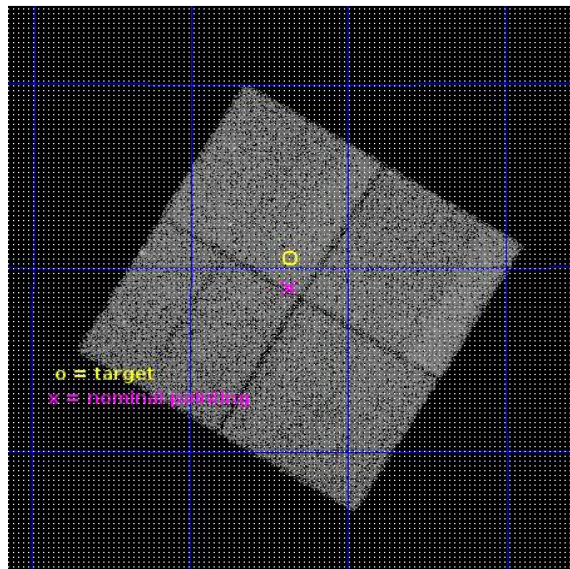 o = target
x = nominal pointing